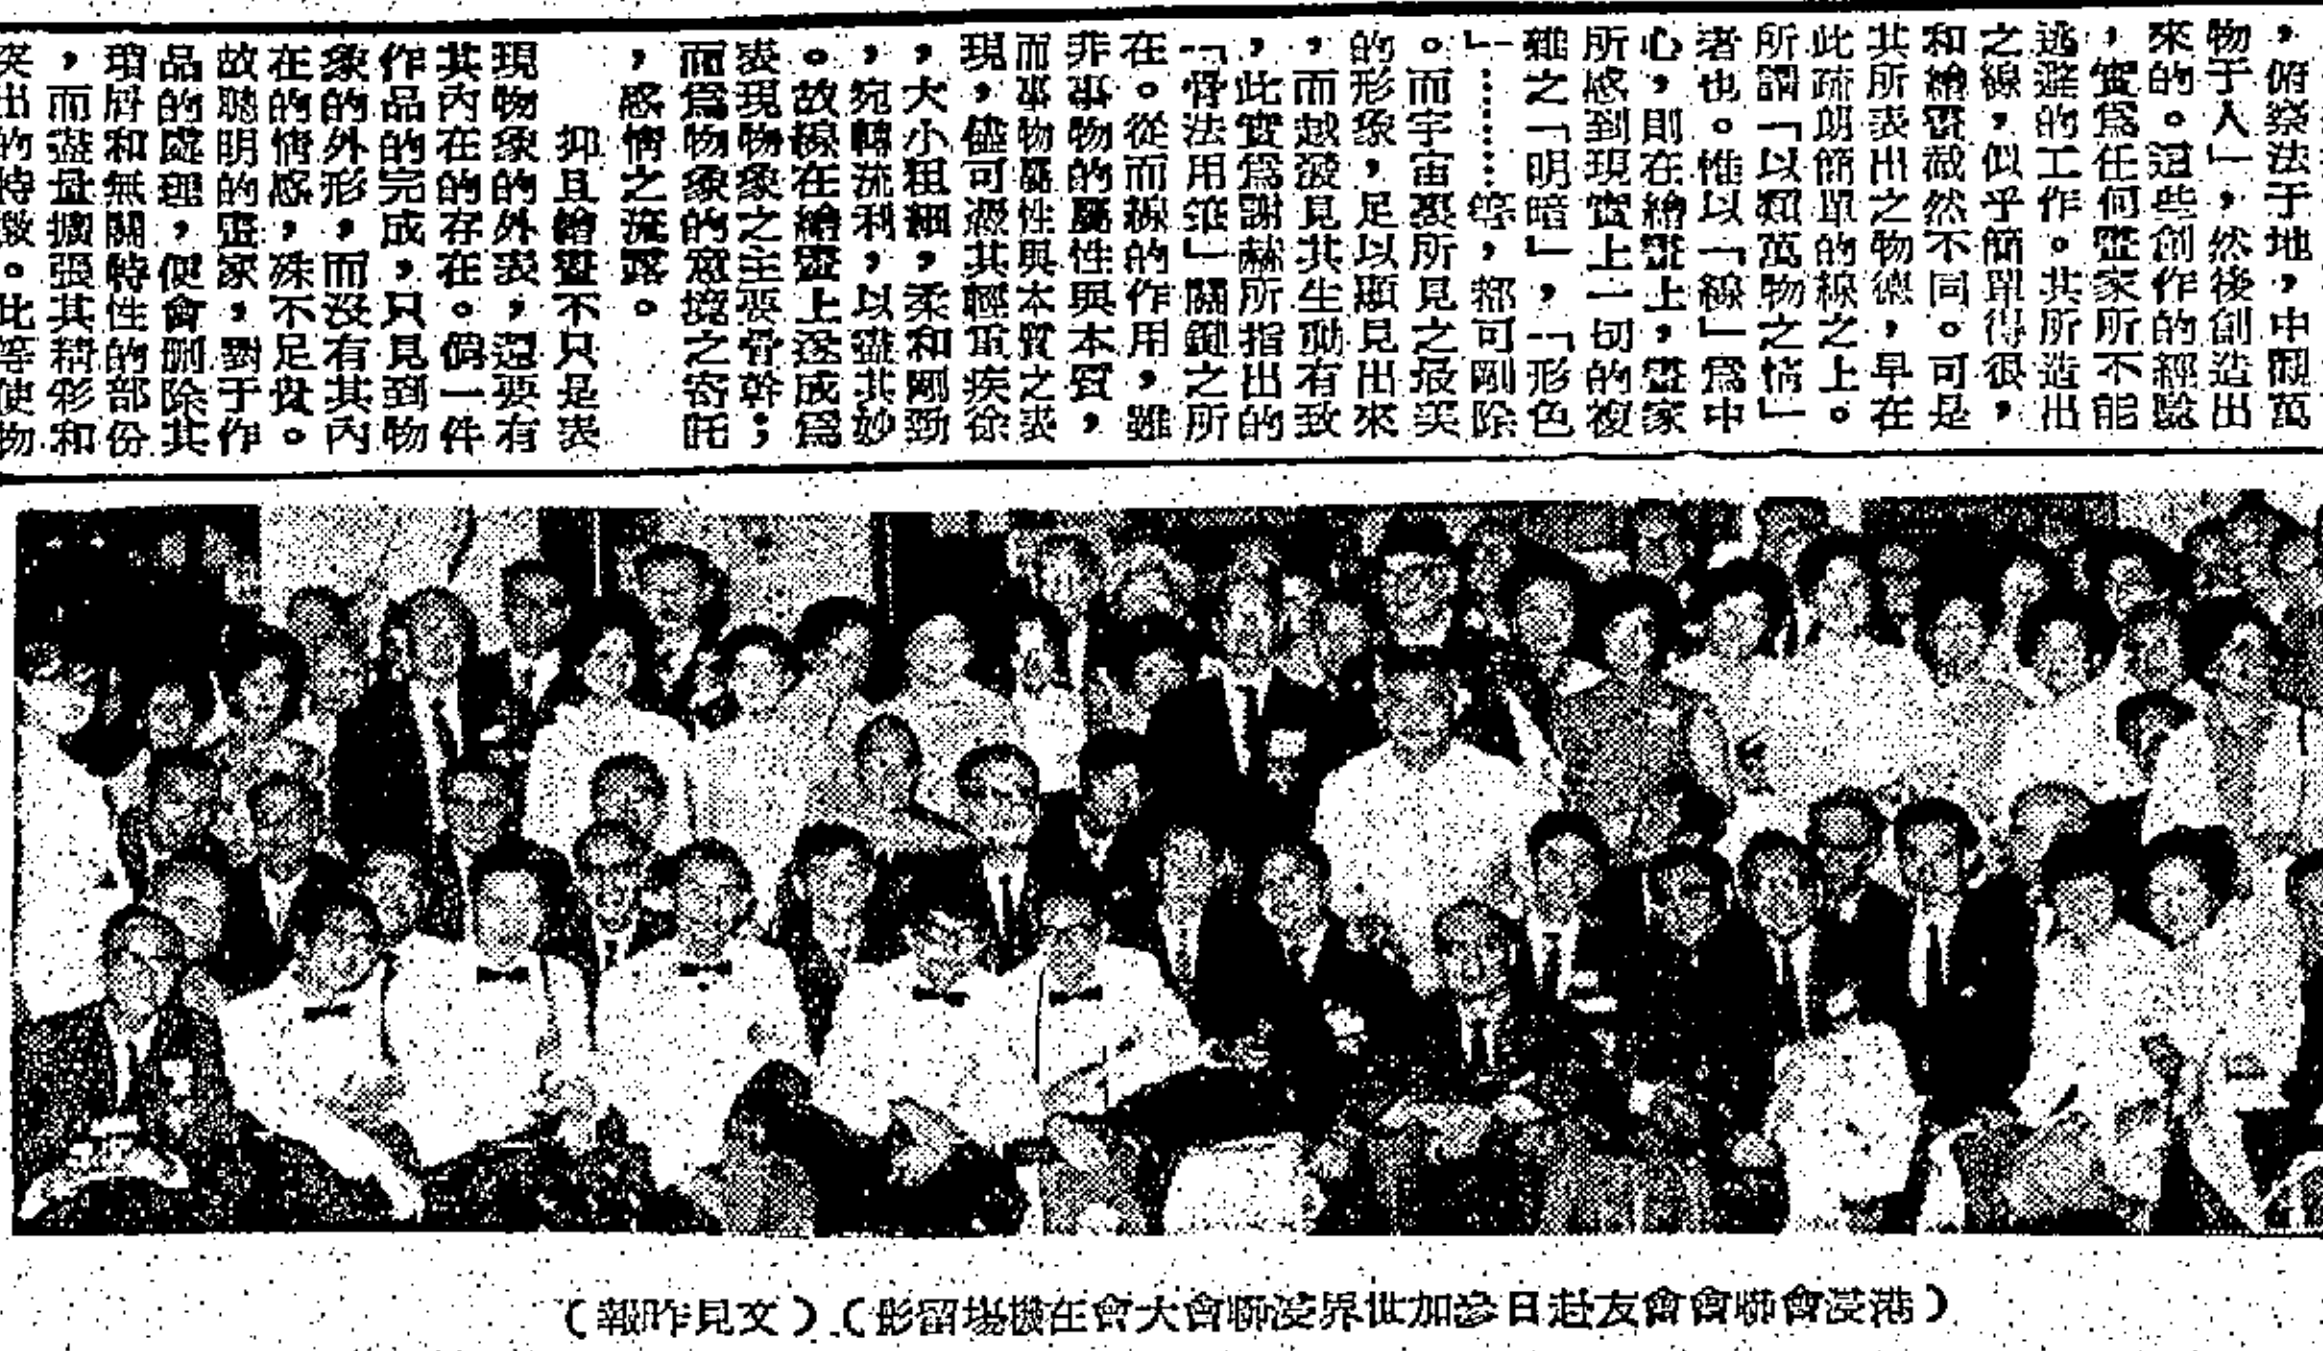 ，俯察法于地，中觀萬
物于人」，然後創造出
來的。這些創作的經驗
，實爲任何畫家所不能
逃避的工作。其所造出
之線，似乎簡單得很，
和繪畫截然不同。可是
其所表出之物德，早在
此疏朗簡單的線之上。
所謂「以類萬物之情」
者也。惟以「線」爲中
心，則在繪畫上，畫家
所感到現實上一切的複
雜之「明暗」，「形色
」……等，都可剛除
。而宇宙裏所見之最美
的形象，足以顯見出來
，而越發見其生動有致
，此實爲謝赫所指出的
「骨法用筆」關鍵之所
在。從而線的作用，雖
非事物的屬性與本質，
而事物屬性與本質之表
現，儘可憑其輕重疾徐
，大小粗細，柔和剛勁
，宛轉流利，以盡其妙
。故線在繪畫上遂成爲
表現物象之主要骨幹；
而爲物象的意境之寄託
，感情之流露。
抑且繪畫不只是表
現物象的外表，還要有
其內在的存在。倘一件
作品的完成，只見到物
象的外形，而沒有其內
在的情感，殊不足貴。
故聰明的畫家，對于作
品的處理，便會刪除其
瑣屑和無關特性的部份
，而盡量擴張其精彩和
突出的特徵。此等使物
（港浸會聯會會友赴日參加世界浸聯會大會在機場留影）（文見昨報）